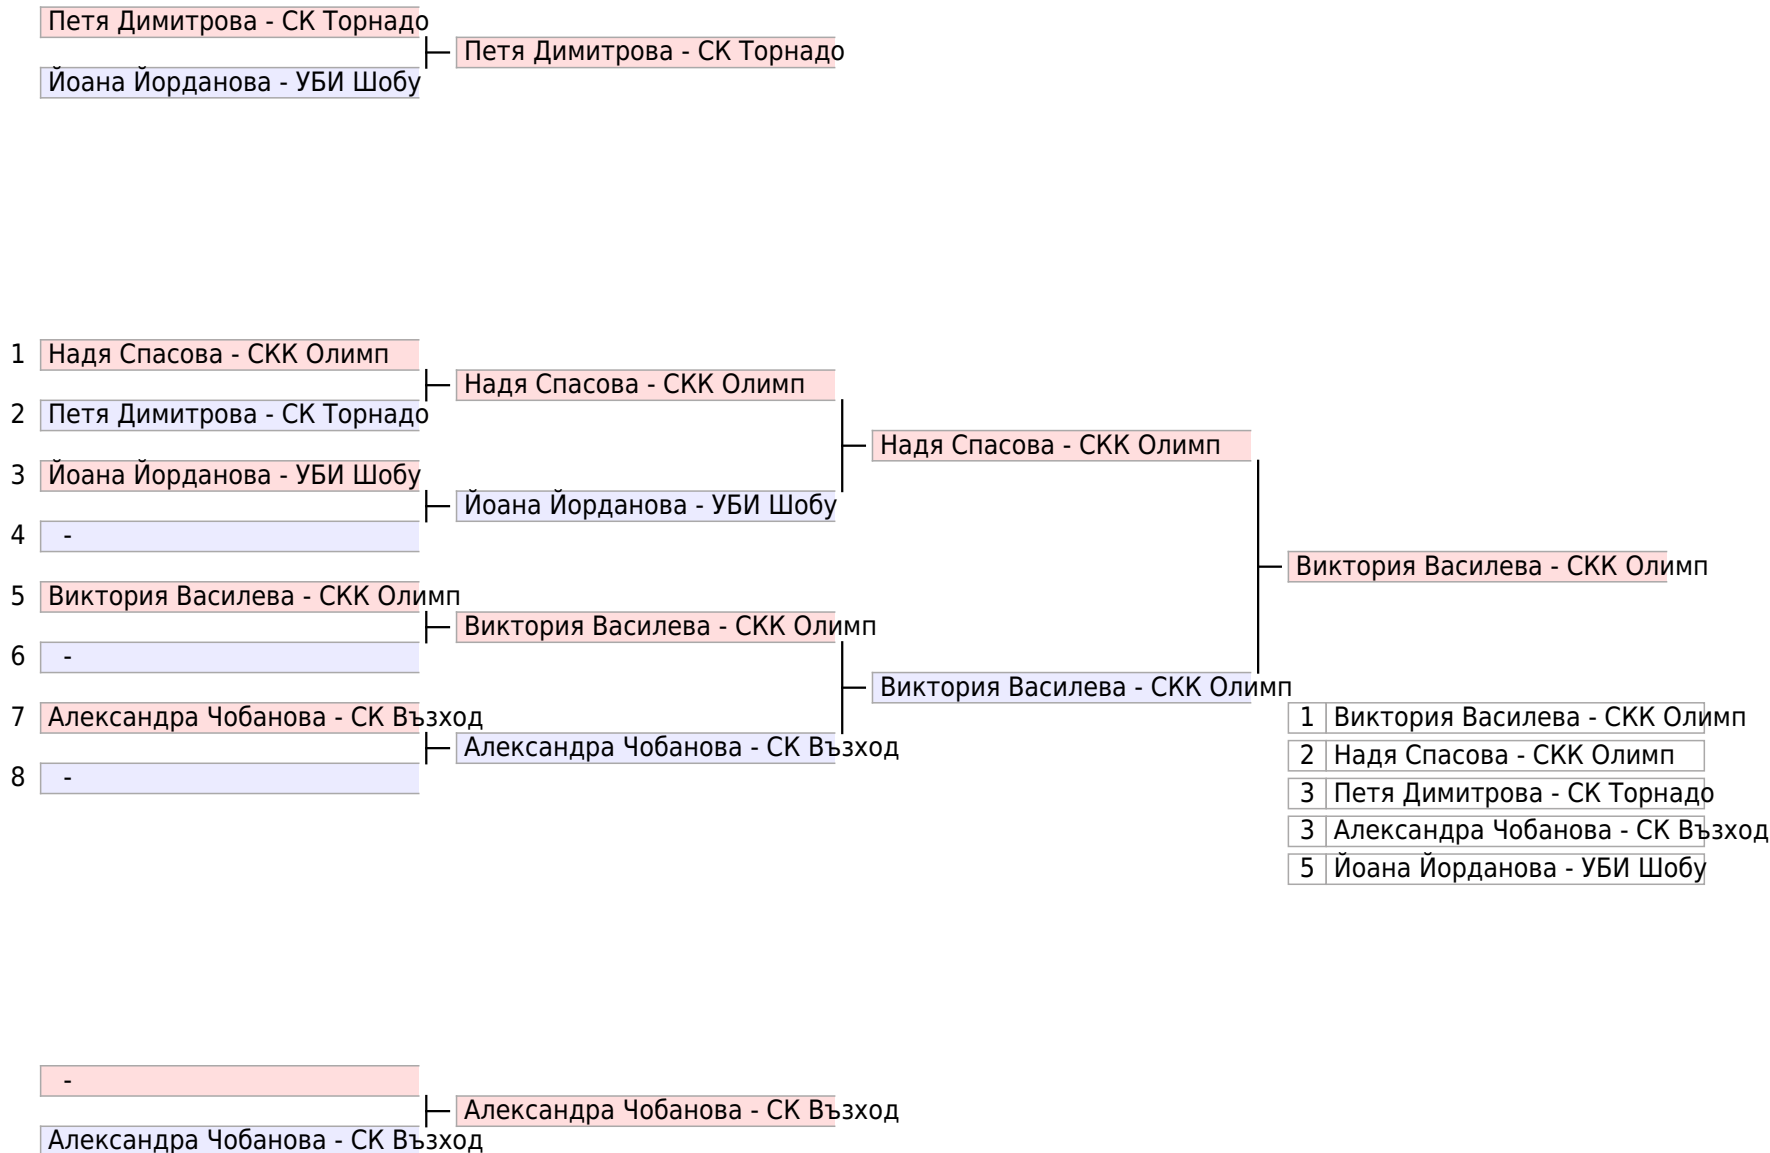 Петя Димитрова - СК Торнадо
Петя Димитрова - СК Торнадо
Йоана Йорданова - УБИ Шобу
1 Надя Спасова - СКК Олимп
Надя Спасова - СКК Олимп
2 Петя Димитрова - СК Торнадо
Надя Спасова - СКК Олимп
3 Йоана Йорданова - УБИ Шобу
Йоана Йорданова - УБИ Шобу
4 -
Виктория Василева - СКК Олимп
5 Виктория Василева - СКК Олимп
Виктория Василева - СКК Олимп
6 -
Виктория Василева - СКК Олимп
7 Александра Чобанова - СК Възход
Александра Чобанова - СК Възход
8 -
1 Виктория Василева - СКК Олимп
2 Надя Спасова - СКК Олимп
3 Петя Димитрова - СК Торнадо
3 Александра Чобанова - СК Възход
5 Йоана Йорданова - УБИ Шобу
-
Александра Чобанова - СК Възход
Александра Чобанова - СК Възход